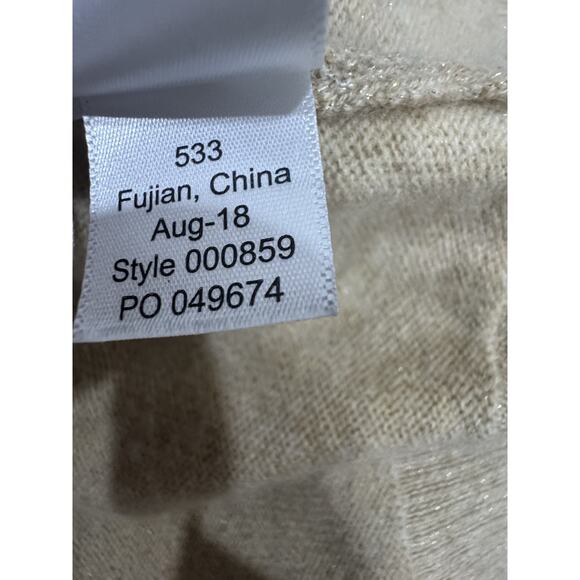 533
Fujian, China
Aug-18
Style 000859
PO 049674